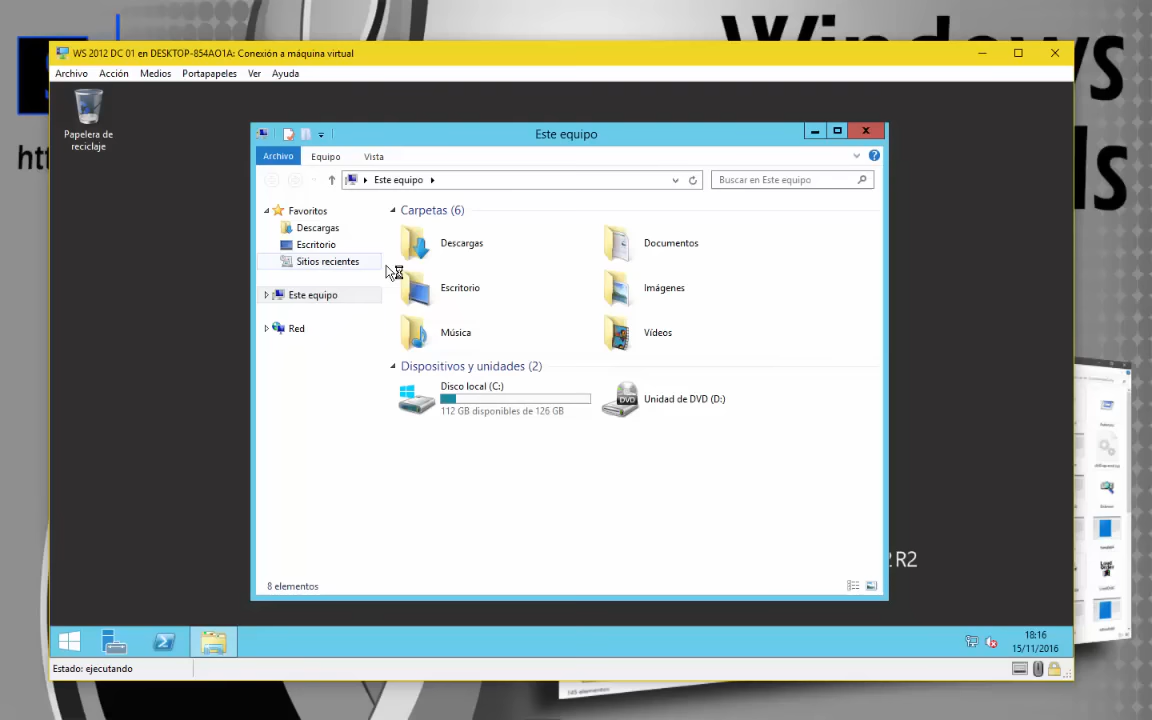 Windows
WS 2012 DC 01 en DESKTOP-854AO1A: Conexión a máquina virtual
Archivo Acción Medios Portapapeles Ver Ayuda
Papelera de
reciclaje
Este equipo
Archivo Equipo Vista
Este equipo
Buscar en Este equipo
Favoritos
Descargas
Escritorio
Sitios recientes
Este equipo
Red
Carpetas (6)
Descargas
Documentos
Escritorio
Imágenes
Música
Vídeos
Dispositivos y unidades (2)
Disco local (C:)
112 GB disponibles de 126 GB
DVD
Unidad de DVD (D:)
8 elementos
R2
18:16
15/11/2016
Estado: ejecutando